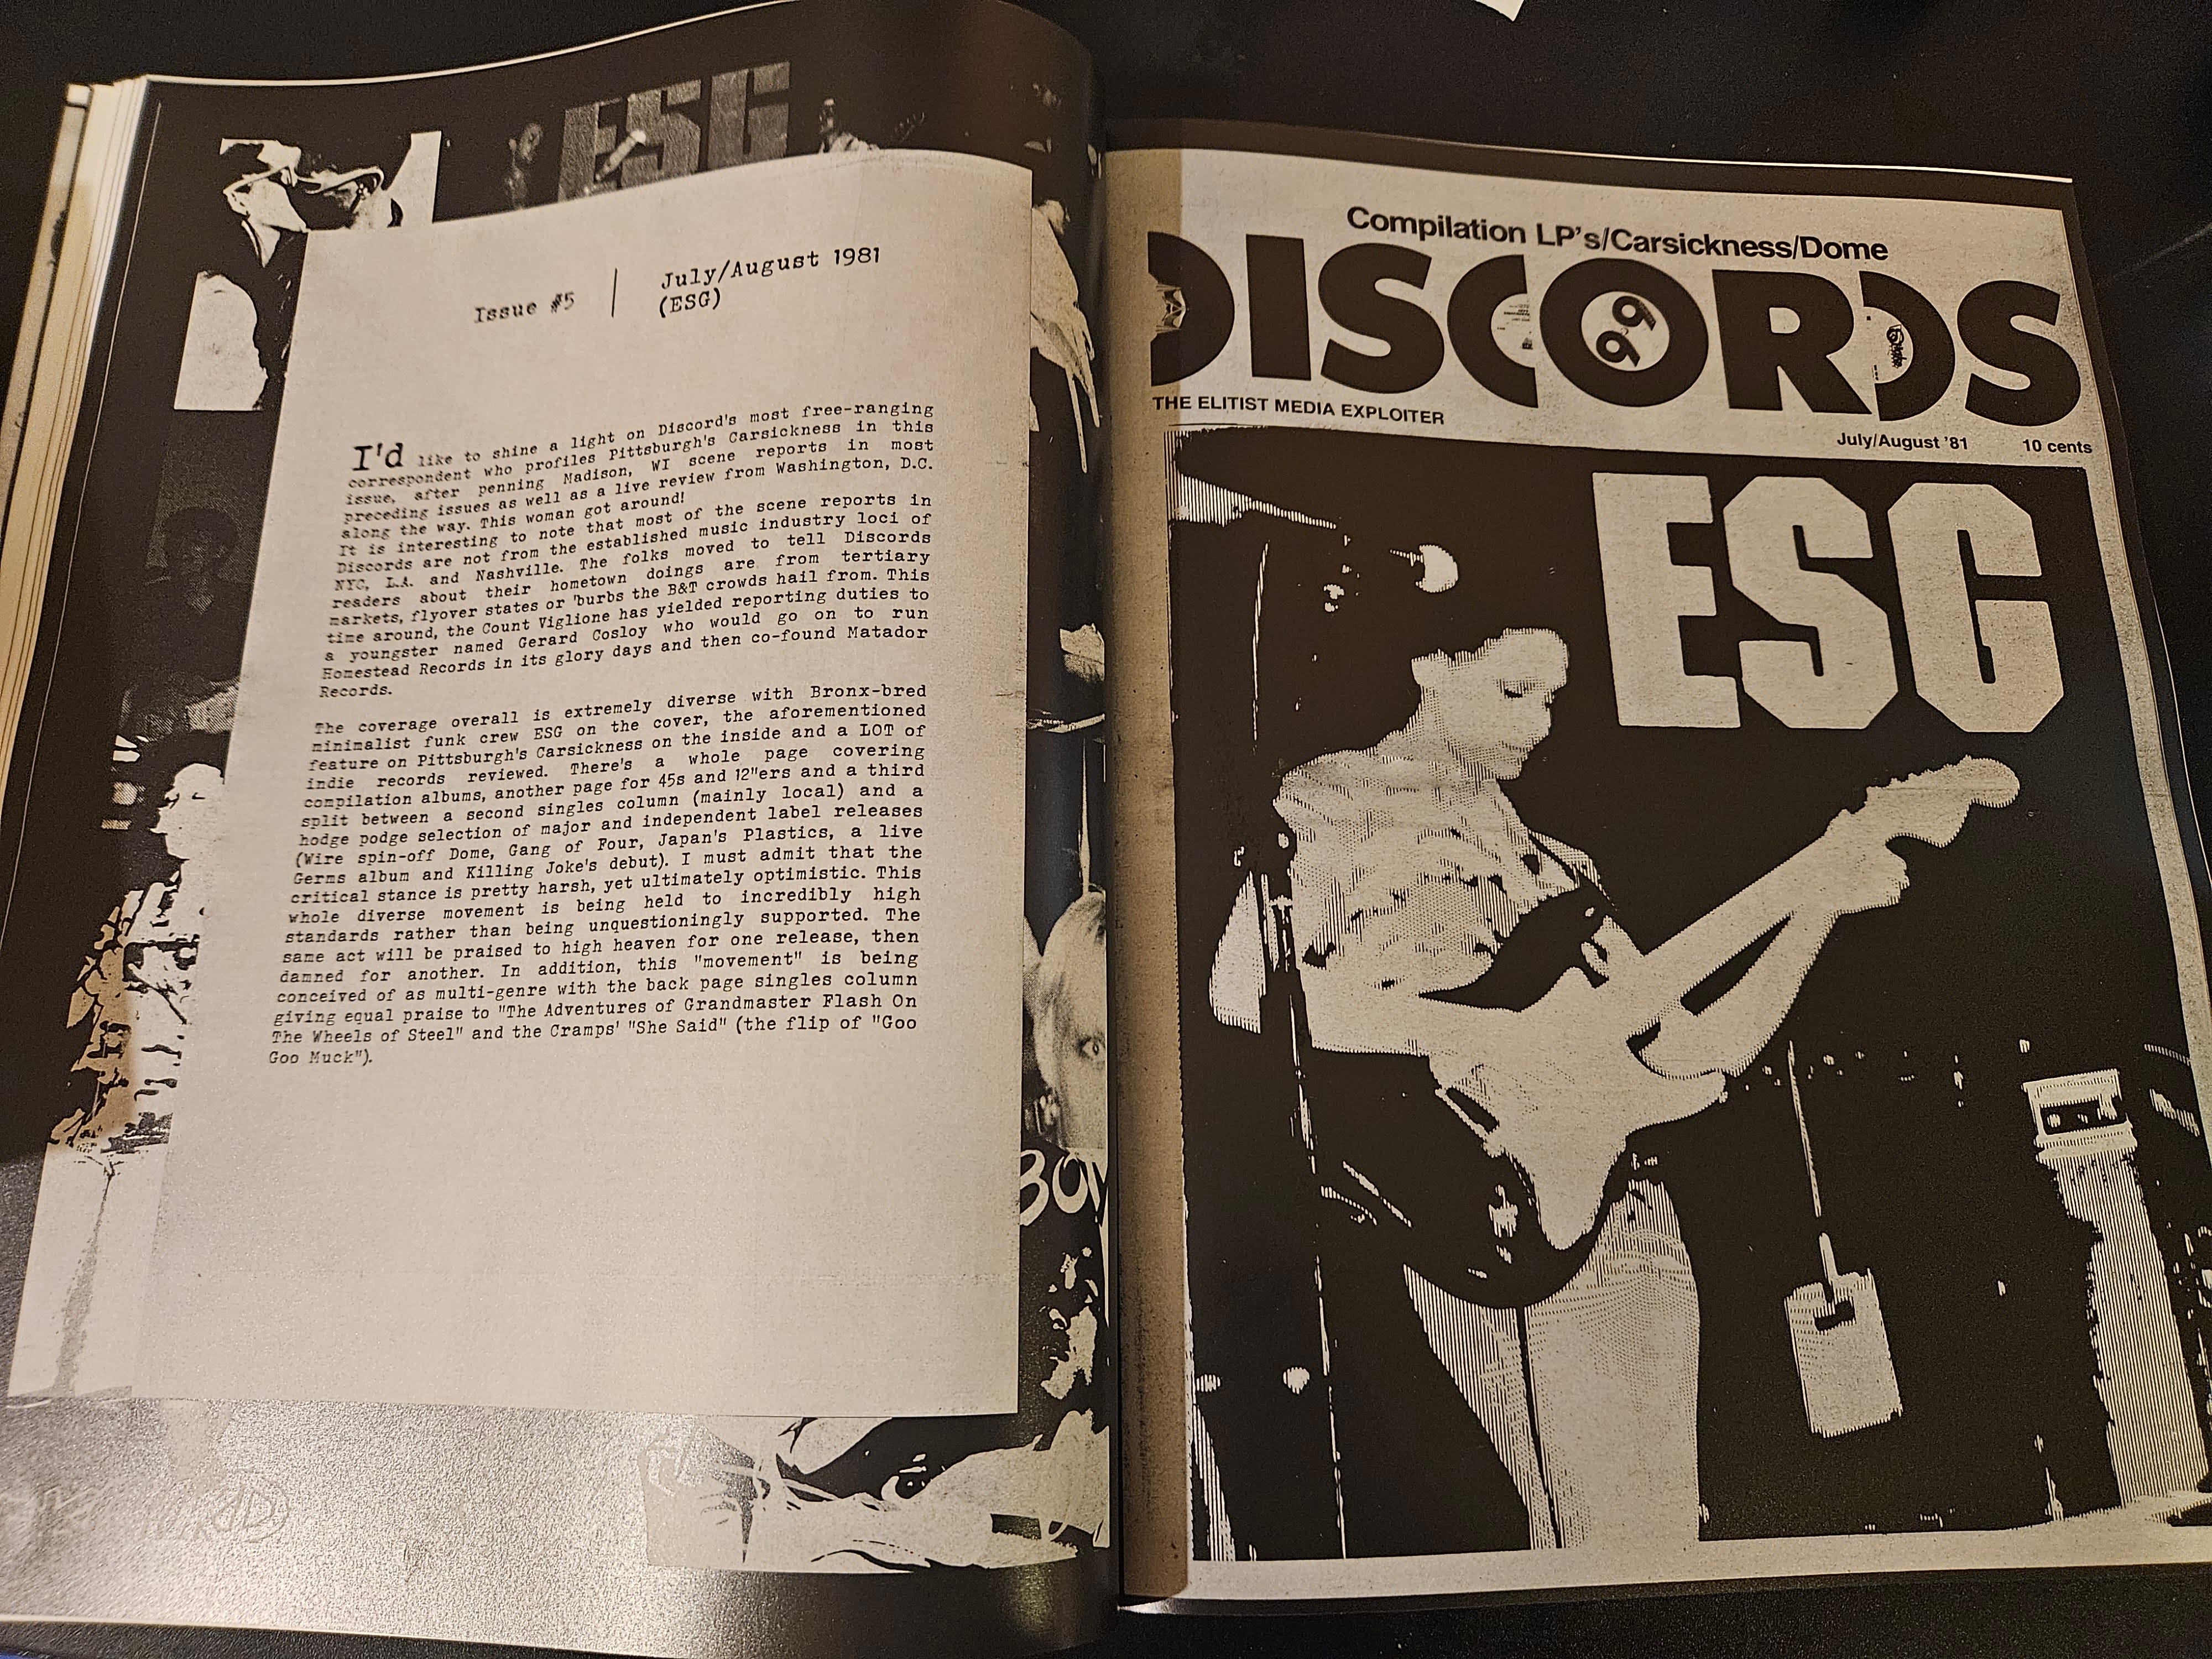 ESG
Issue #5
July/August 1981
(ESG)
I'd like to shine a light on Discord's most free-ranging
correspondent who profiles Pittsburgh's Carsickness in this
issue, after penning Madison, WI scene reports in most
preceding issues as well as a live review from Washington, D.C.
along the way. This woman got around!
It is interesting to note that most of the scene reports in
Discords are not from the established music industry loci of
NYC, L.A. and Nashville. The folks moved to tell Discords
readers about their hometown doings are from tertiary
markets, flyover states or 'burbs the B&T crowds hail from. This
time around, the Count Viglione has yielded reporting duties to
a youngster named Gerard Cosloy who would go on to run
Homestead Records in its glory days and then co-found Matador
Records.
The coverage overall is extremely diverse with Bronx-bred
minimalist funk crew ESG on the cover, the aforementioned
feature on Pittsburgh's Carsickness on the inside and a LOT of
indie records reviewed. There's a whole page covering
compilation albums, another page for 45s and 12"ers and a third
split between a second singles column (mainly local) and a
hodge podge selection of major and independent label releases
(Wire spin-off Dome, Gang of Four, Japan's Plastics, a live
Germs album and Killing Joke's debut). I must admit that the
critical stance is pretty harsh, yet ultimately optimistic. This
whole diverse movement is being held to incredibly high
standards rather than being unquestioningly supported. The
same act will be praised to high heaven for one release, then
damned for another. In addition, this "movement" is being
conceived of as multi-genre with the back page singles column
giving equal praise to "The Adventures of Grandmaster Flash On
The Wheels of Steel" and the Cramps' "She Said" (the flip of "Goo
Goo Muck").
Compilation LP's/Carsickness/Dome
DISCORDS
99
THE ELITIST MEDIA EXPLOITER
July/August '81
10 cents
ESG